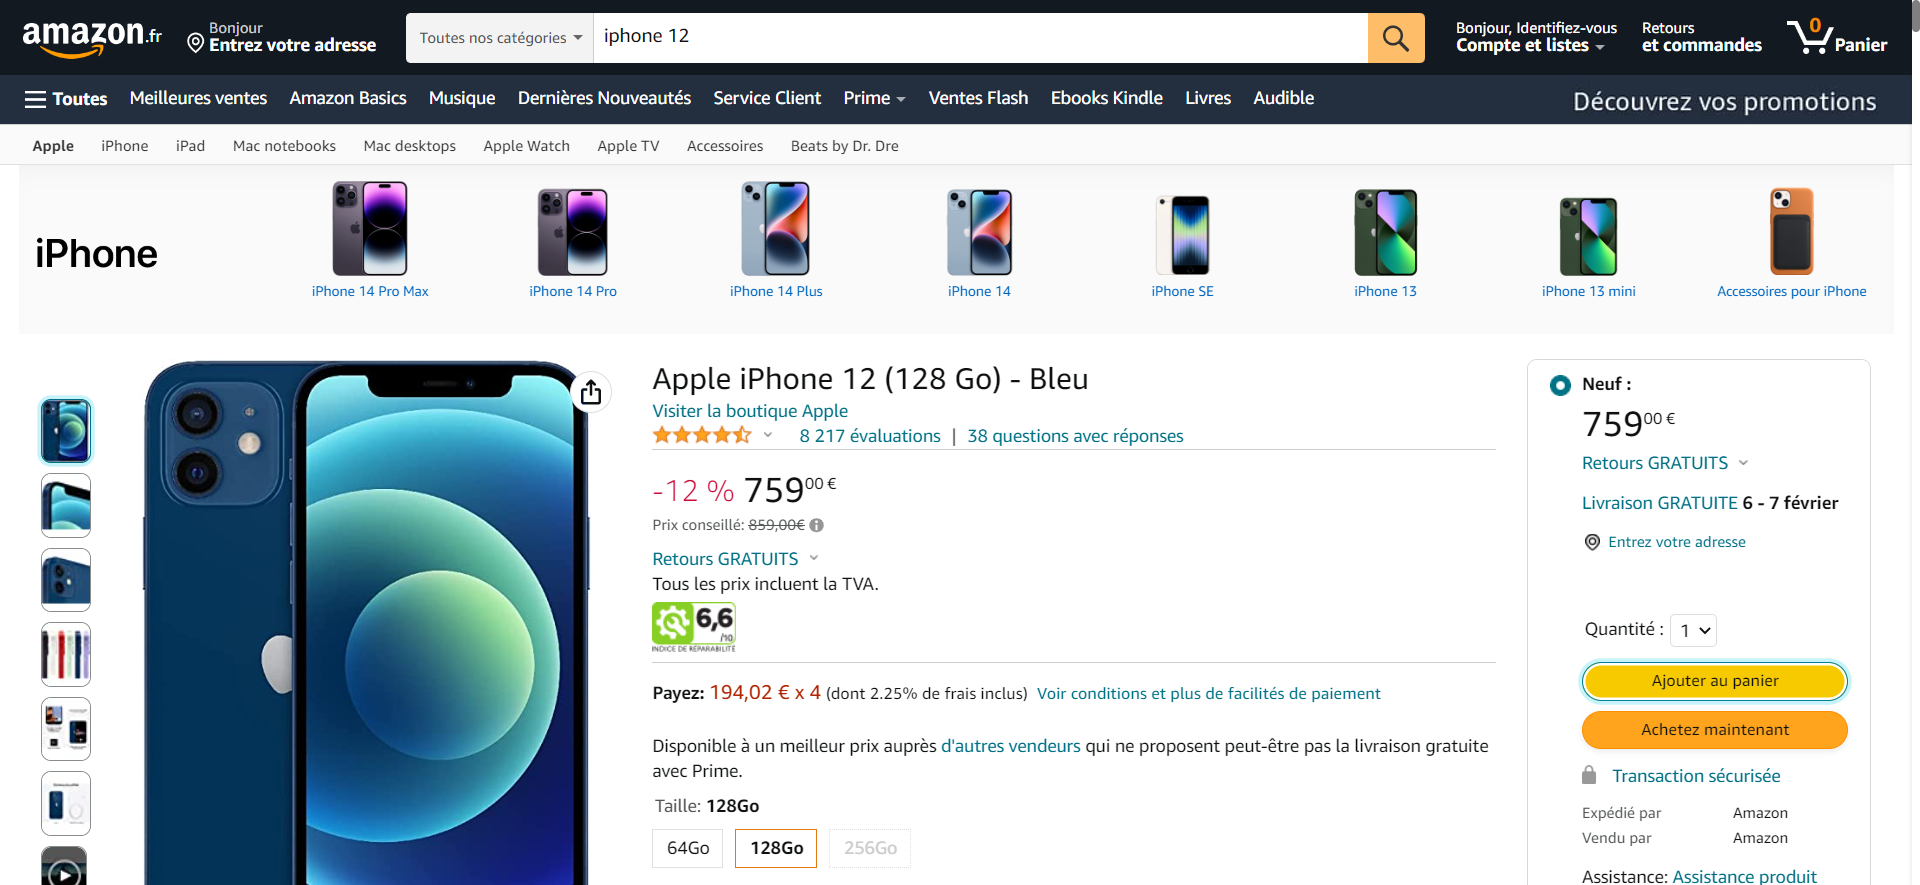 amazon.fr
Bonjour
Entrez votre adresse
Toutes nos catégories
iphone 12
Bonjour, Identifiez-vous
Compte et listes
Retours
et commandes
0
Panier
Toutes
Meilleures ventes
Amazon Basics
Musique
Dernières Nouveautés
Service Client
Prime
Ventes Flash
Ebooks Kindle
Livres
Audible
Découvrez vos promotions
Apple
iPhone
iPad
Mac notebooks
Mac desktops
Apple Watch
Apple TV
Accessoires
Beats by Dr. Dre
iPhone
iPhone 14 Pro Max
iPhone 14 Pro
iPhone 14 Plus
iPhone 14
iPhone SE
iPhone 13
iPhone 13 mini
Accessoires pour iPhone
Apple iPhone 12 (128 Go) - Bleu
Visiter la boutique Apple
8 217 évaluations | 38 questions avec réponses
-12 % 75900 €
Prix conseillé: 859,00€
Retours GRATUITS
Tous les prix incluent la TVA.
6,6
/10
INDICE DE RÉPARABILITÉ
Payez: 194,02 € x 4 (dont 2.25% de frais inclus) Voir conditions et plus de facilités de paiement
Disponible à un meilleur prix auprès d'autres vendeurs qui ne proposent peut-être pas la livraison gratuite
avec Prime.
Taille: 128Go
64Go
128Go
256Go
Neuf :
75900 €
Retours GRATUITS
Livraison GRATUITE 6 - 7 février
Entrez votre adresse
Quantité : 1
Ajouter au panier
Achetez maintenant
Transaction sécurisée
Expédié par Amazon
Vendu par Amazon
Assistance: Assistance produit